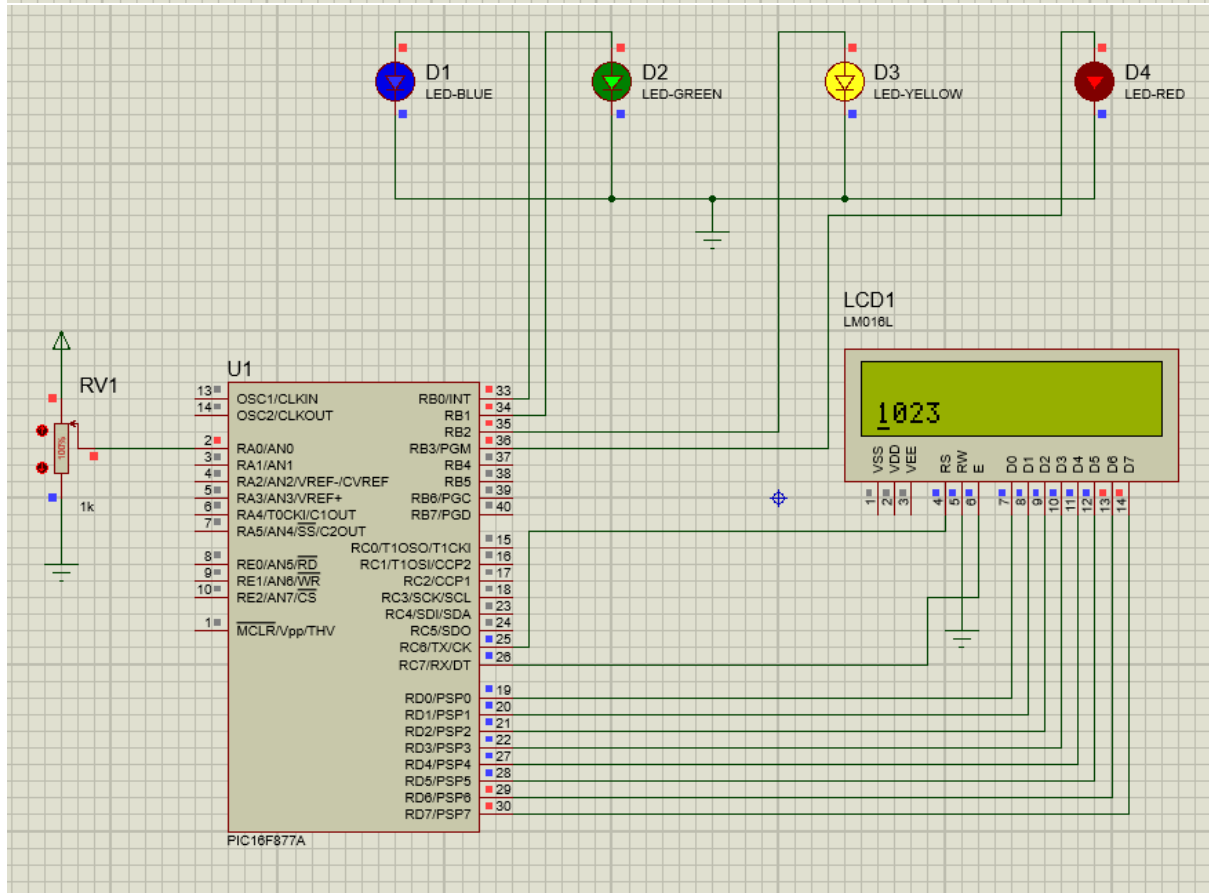 D1
LED-BLUE
D2
LED-GREEN
D3
LED-YELLOW
D4
LED-RED
LCD1
LM016L
1023
VSS
VDD
VEE
RS
RW
E
D0
D1
D2
D3
D4
D5
D6
D7
1
2
3
4
5
6
7
8
9
10
11
12
13
14
RV1
100%
1k
U1
13 OSC1/CLKIN
14 OSC2/CLKOUT
2 RA0/AN0
3 RA1/AN1
4 RA2/AN2/VREF-/CVREF
5 RA3/AN3/VREF+
6 RA4/T0CKI/C1OUT
7 RA5/AN4/SS/C2OUT
8 RE0/AN5/RD
9 RE1/AN6/WR
10 RE2/AN7/CS
1 MCLR/Vpp/THV
RB0/INT 33
RB1 34
RB2 35
RB3/PGM 36
RB4 37
RB5 38
RB6/PGC 39
RB7/PGD 40
RC0/T1OSO/T1CKI 15
RC1/T1OSI/CCP2 16
RC2/CCP1 17
RC3/SCK/SCL 18
RC4/SDI/SDA 23
RC5/SDO 24
RC6/TX/CK 25
RC7/RX/DT 26
RD0/PSP0 19
RD1/PSP1 20
RD2/PSP2 21
RD3/PSP3 22
RD4/PSP4 27
RD5/PSP5 28
RD6/PSP6 29
RD7/PSP7 30
PIC16F877A